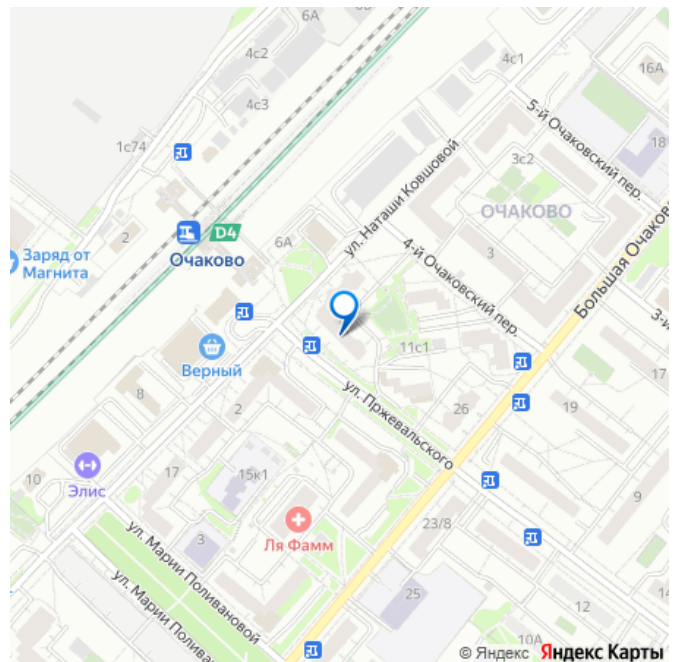 6А
4с2
4с1
16А
4с3
5-й Очаковский пер.
1с74
18
3с2
ул. Наташи Ковшовой
ОЧАКОВО
2
D4
6А
4-й Очаковский пер.
3
Большая Очаково
Заряд от
Магнита
Очаково
3-й
11с1
Верный
17
8
ул. Пржевальского
2
26
19
Элис
17
15к1
10
9
Ля Фамм
23/8
ул. Марии Поливановой
3
ул. Марии Поливан
25
12
14
10А
© Яндекс Яндекс Карты